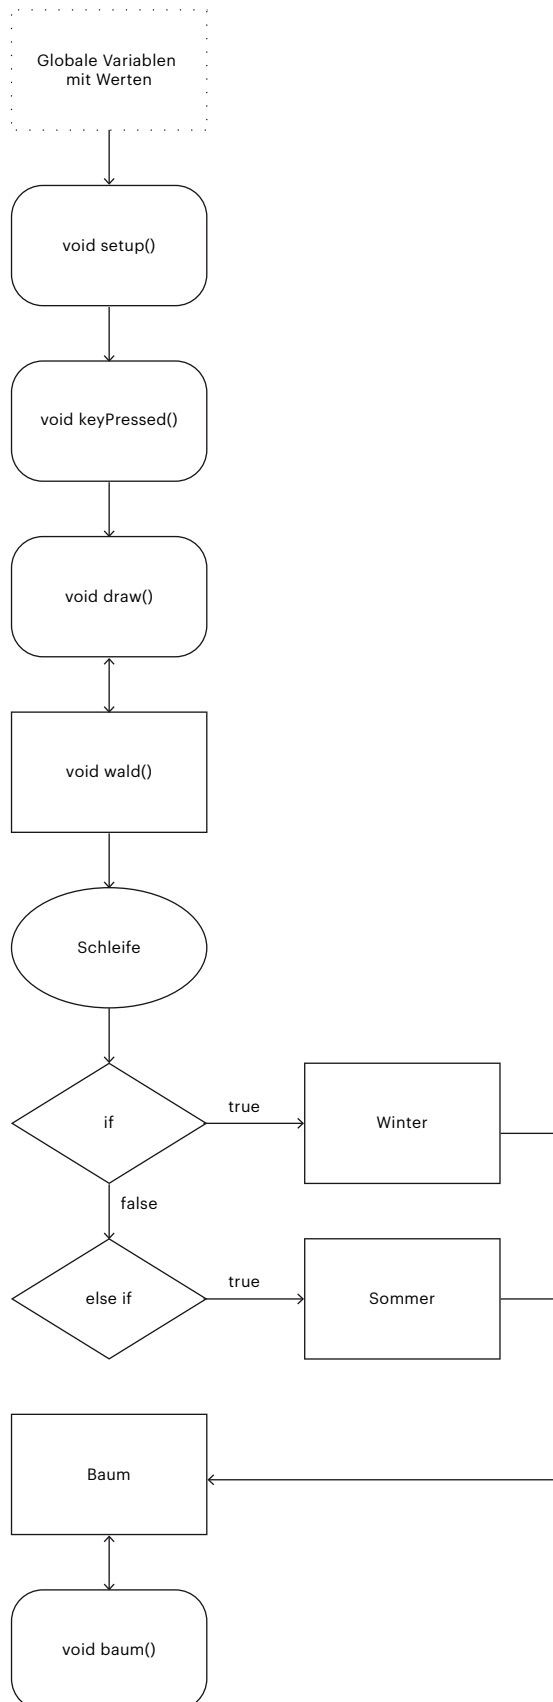 Globale Variablen
mit Werten
void setup()
void keyPressed()
void draw()
void wald()
Schleife
if
true
Winter
false
else if
true
Sommer
Baum
void baum()